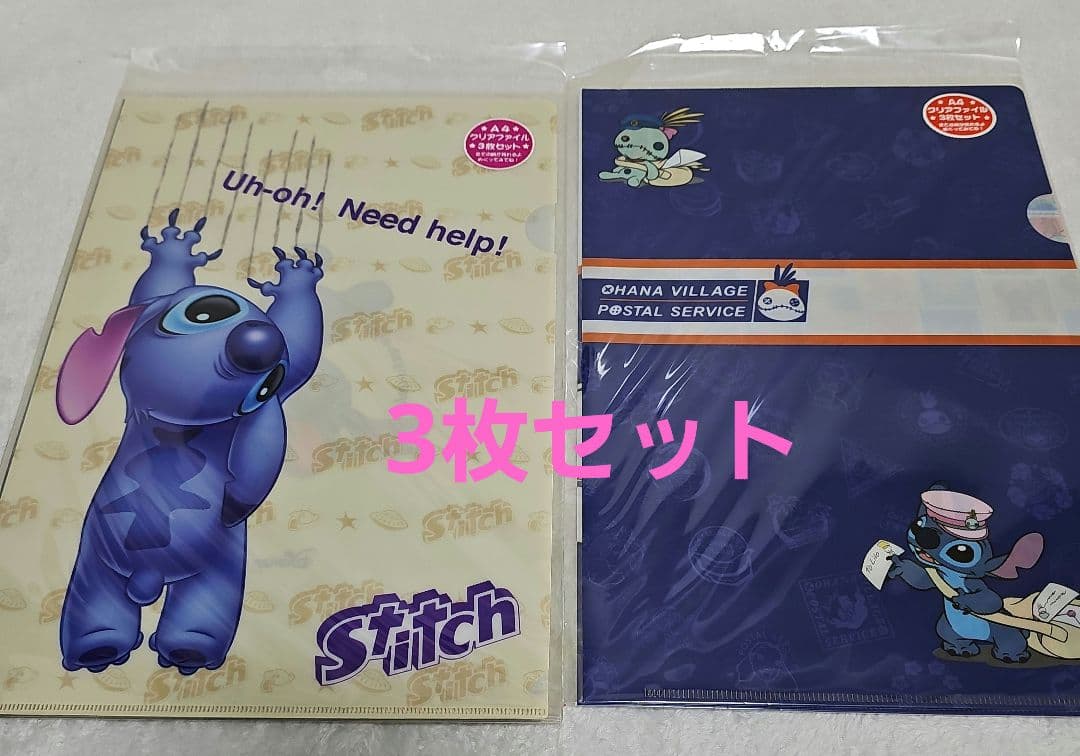 A4
クリアファイル
3枚セット
Uh-oh! Need help!
Stitch
A4
クリアファイル
3枚セット
OHANA VILLAGE
POSTAL SERVICE
To Lilo
3枚セット